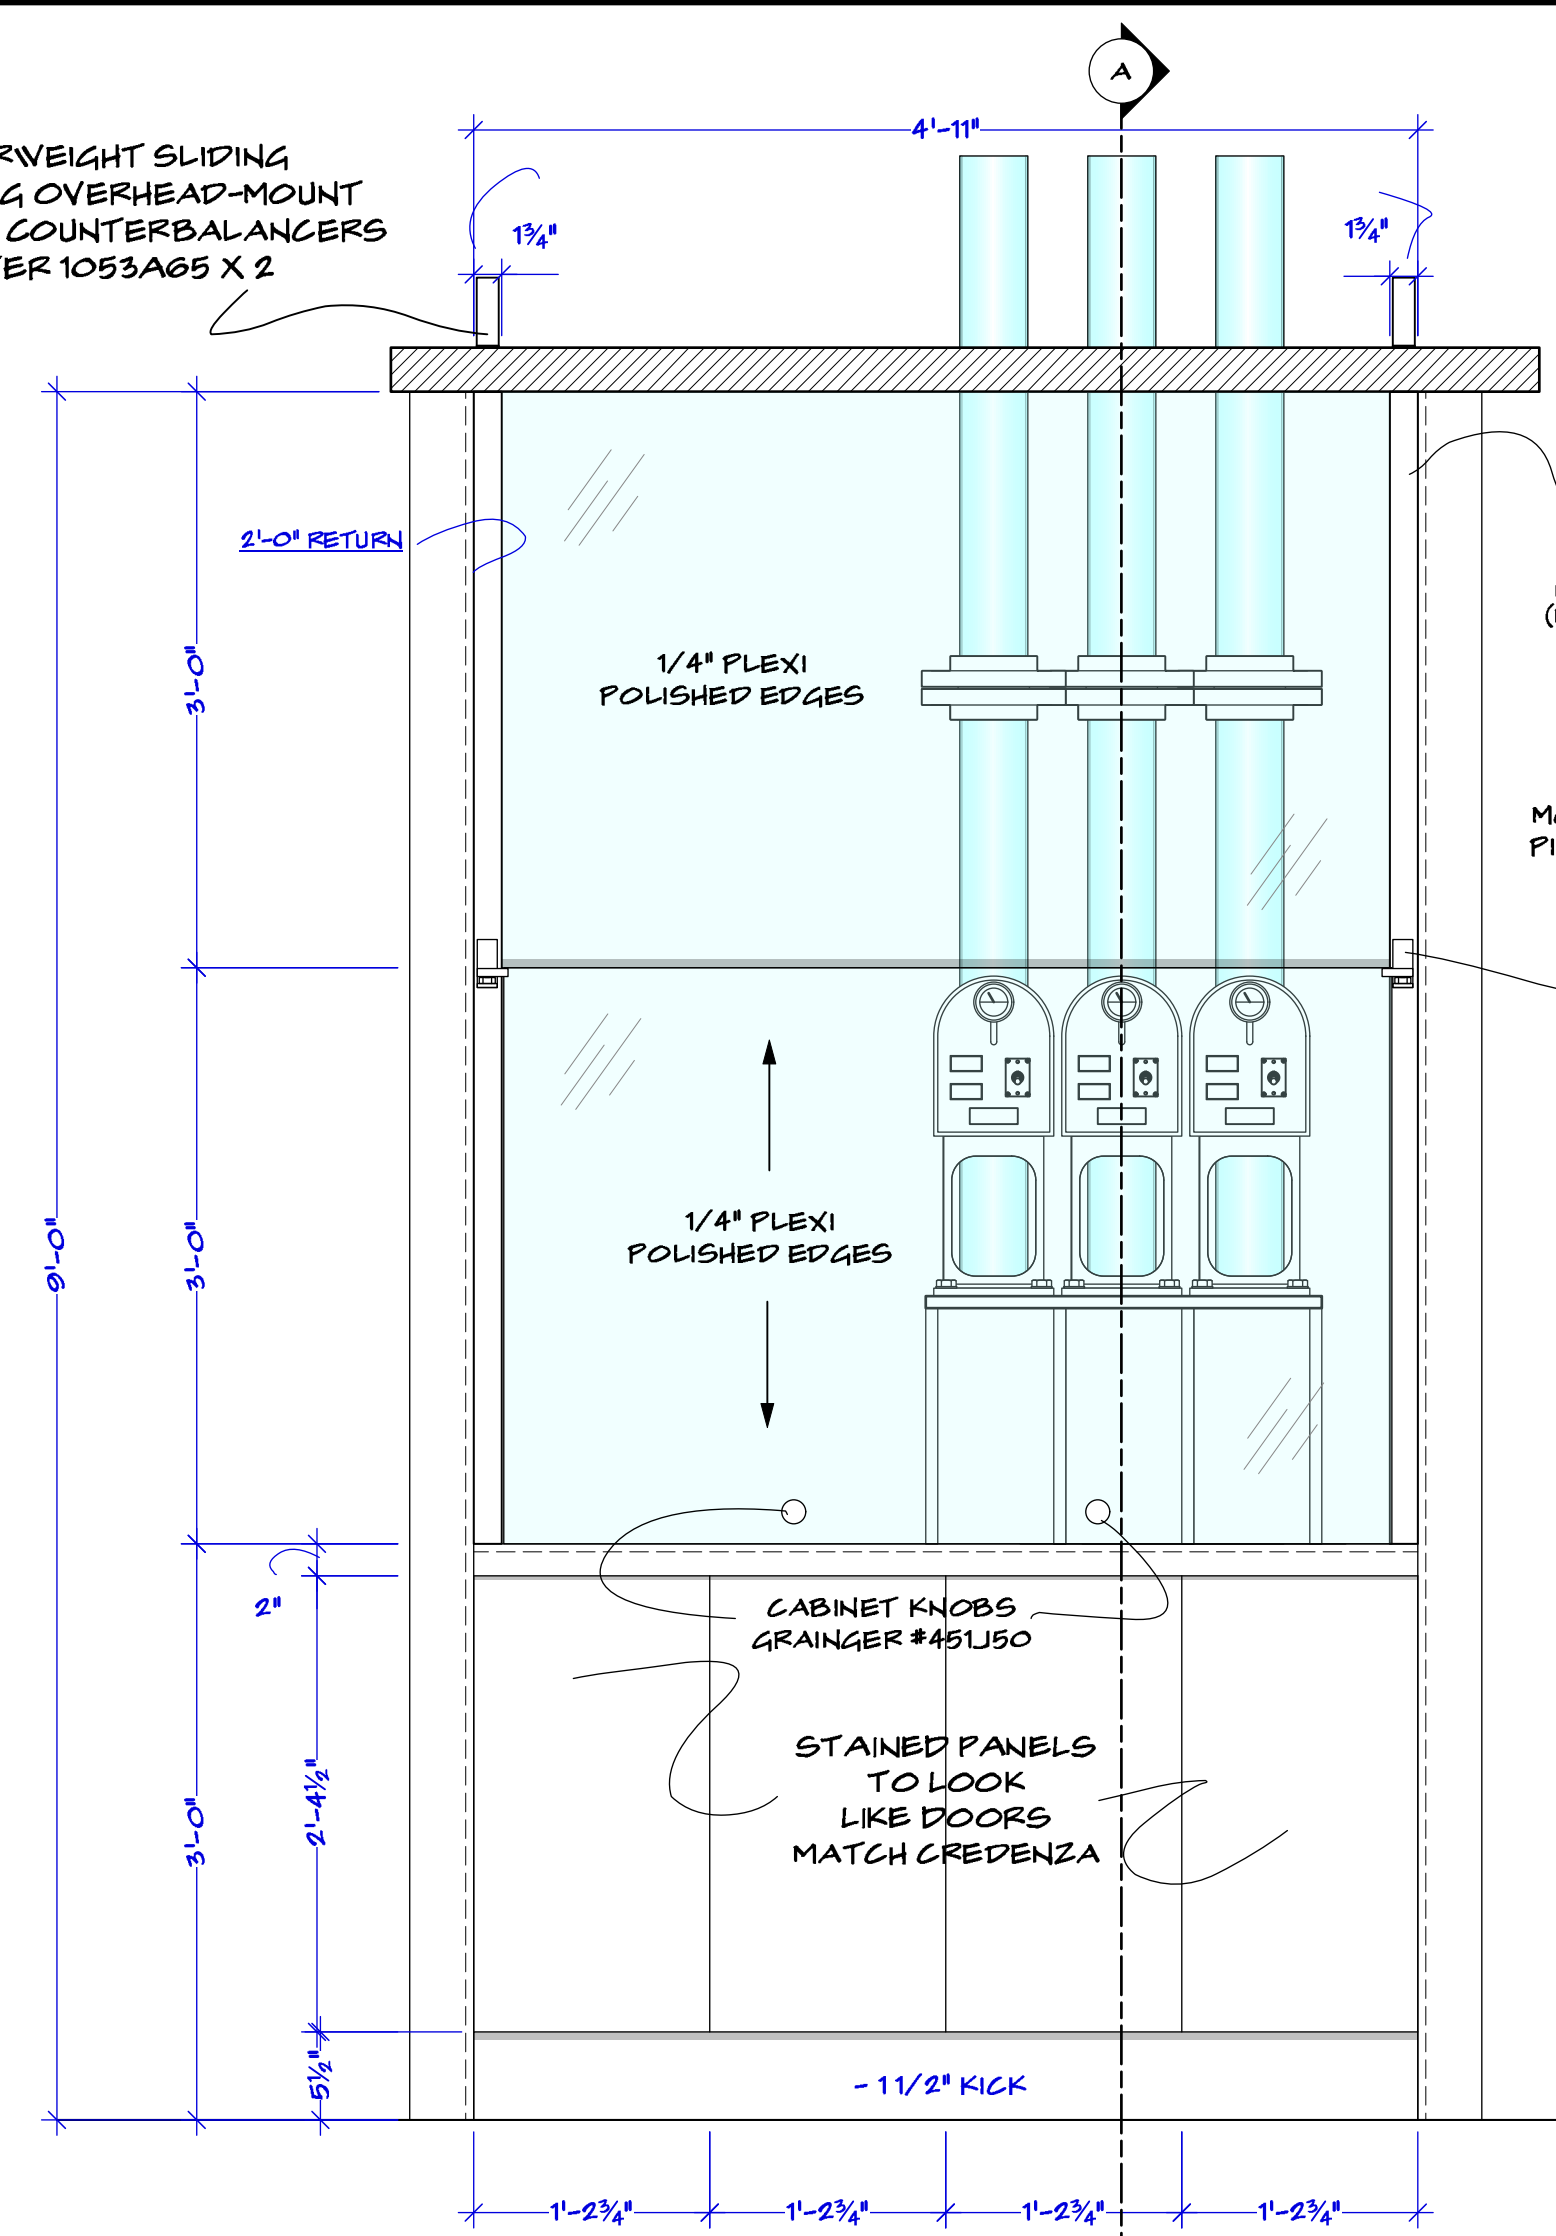 A
4'-11"
RWEIGHT SLIDING
G OVERHEAD-MOUNT
COUNTERBALANCERS
ER 1053A65 X 2
1¾"
1¾"
2'-0" RETURN
3'-0"
1/4" PLEXI
POLISHED EDGES
9'-0"
3'-0"
1/4" PLEXI
POLISHED EDGES
2"
CABINET KNOBS
GRAINGER #451J50
STAINED PANELS
TO LOOK
LIKE DOORS
MATCH CREDENZA
3'-0"
2'-4½"
5½"
- 1 1/2" KICK
1'-2¾"
1'-2¾"
1'-2¾"
1'-2¾"
PI